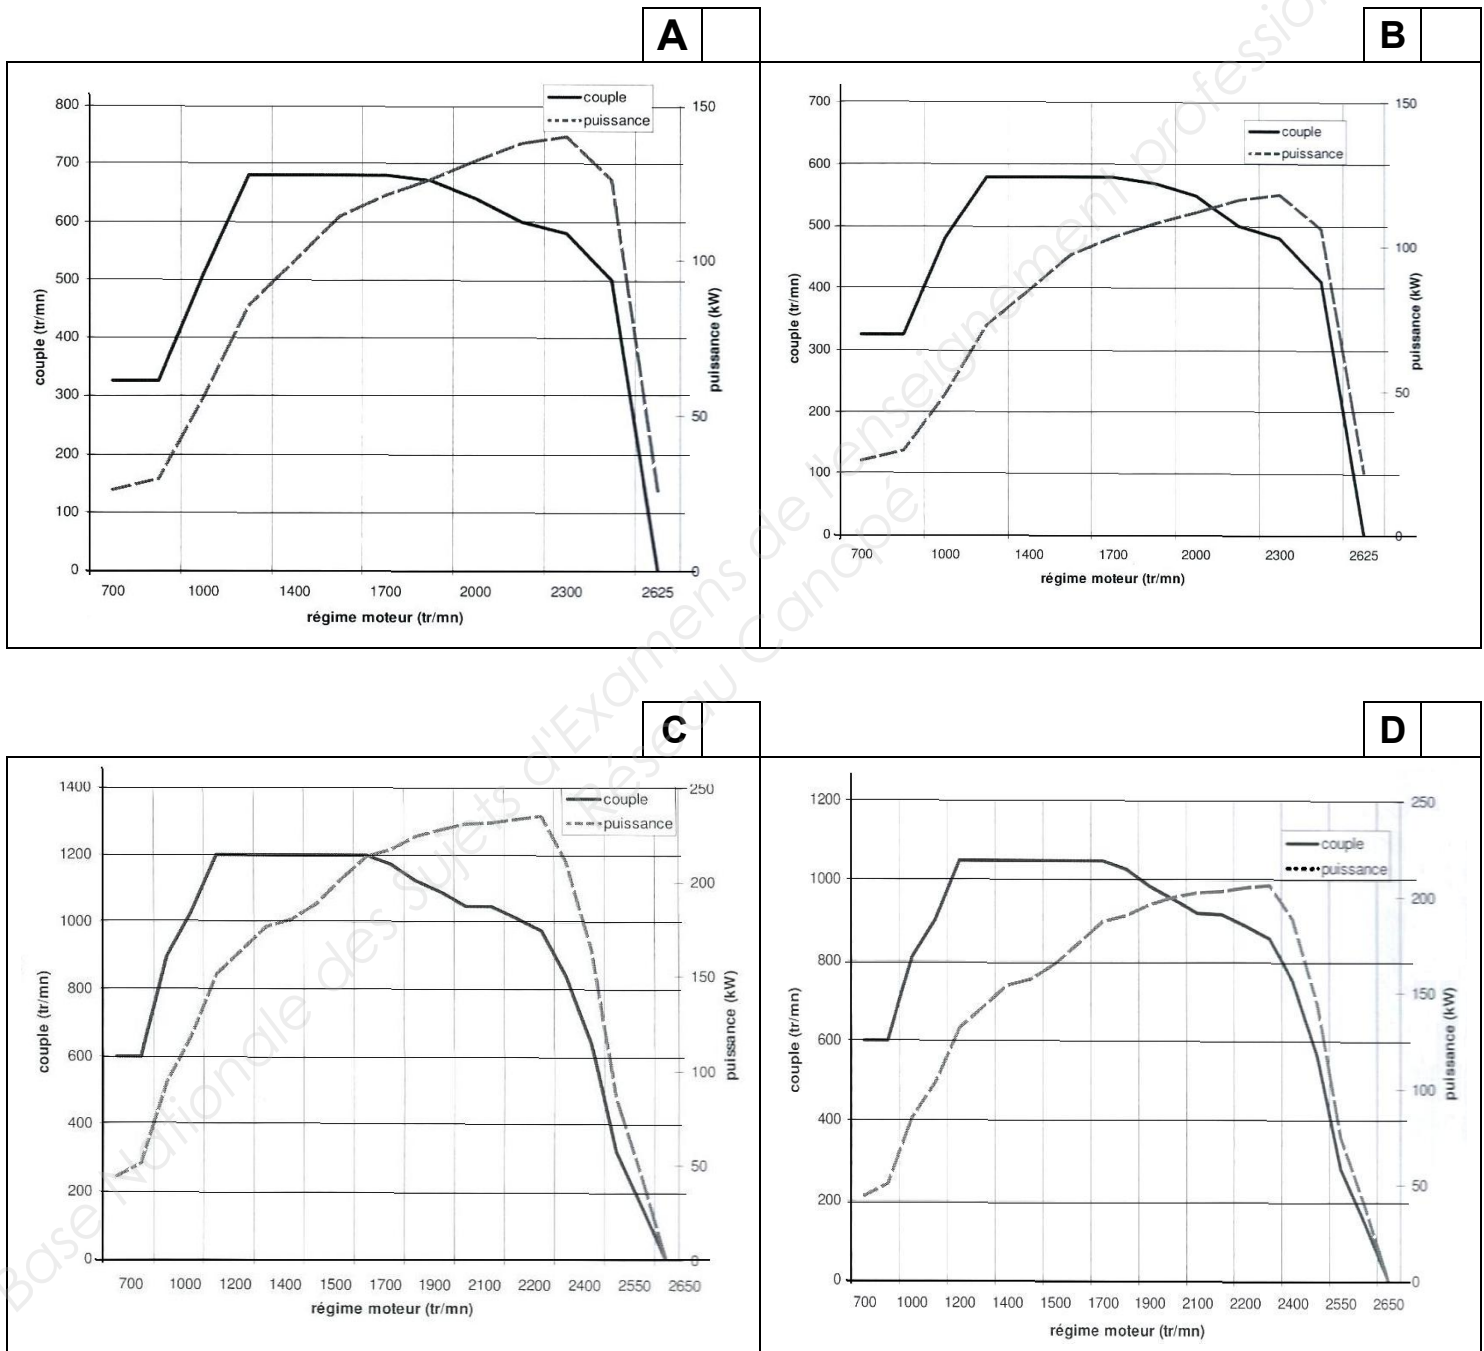 A
couple
puissance
800
700
600
500
400
300
200
100
0
150
100
50
0
couple (tr/mn)
puissance (kW)
700 1000 1400 1700 2000 2300 2625
régime moteur (tr/mn)
B
couple
puissance
700
600
500
400
300
200
100
0
150
100
50
0
couple (tr/mn)
puissance (kW)
700 1000 1400 1700 2000 2300 2625
régime moteur (tr/mn)
C
couple
puissance
1400
1200
1000
800
600
400
200
0
250
200
150
100
50
0
couple (tr/mn)
puissance (kW)
700 1000 1200 1400 1500 1700 1900 2100 2200 2400 2550 2650
régime moteur (tr/mn)
D
couple
puissance
1200
1000
800
600
400
200
0
250
200
150
100
50
0
couple (tr/mn)
puissance (kW)
700 1000 1200 1400 1500 1700 1900 2100 2200 2400 2550 2650
régime moteur (tr/mn)
Base Nationale des Sujets d'Examens de l'enseignement profession
Réseau Canopé